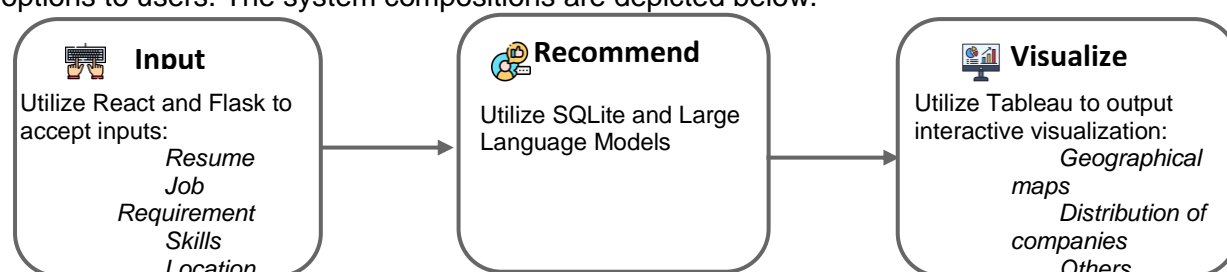 options to users. The system compositions are depicted below.
Input
Utilize React and Flask to
accept inputs:
Resume
Job
Requirement
Skills
Location
Recommend
Utilize SQLite and Large
Language Models
Visualize
Utilize Tableau to output
interactive visualization:
Geographical
maps
Distribution of
companies
Others